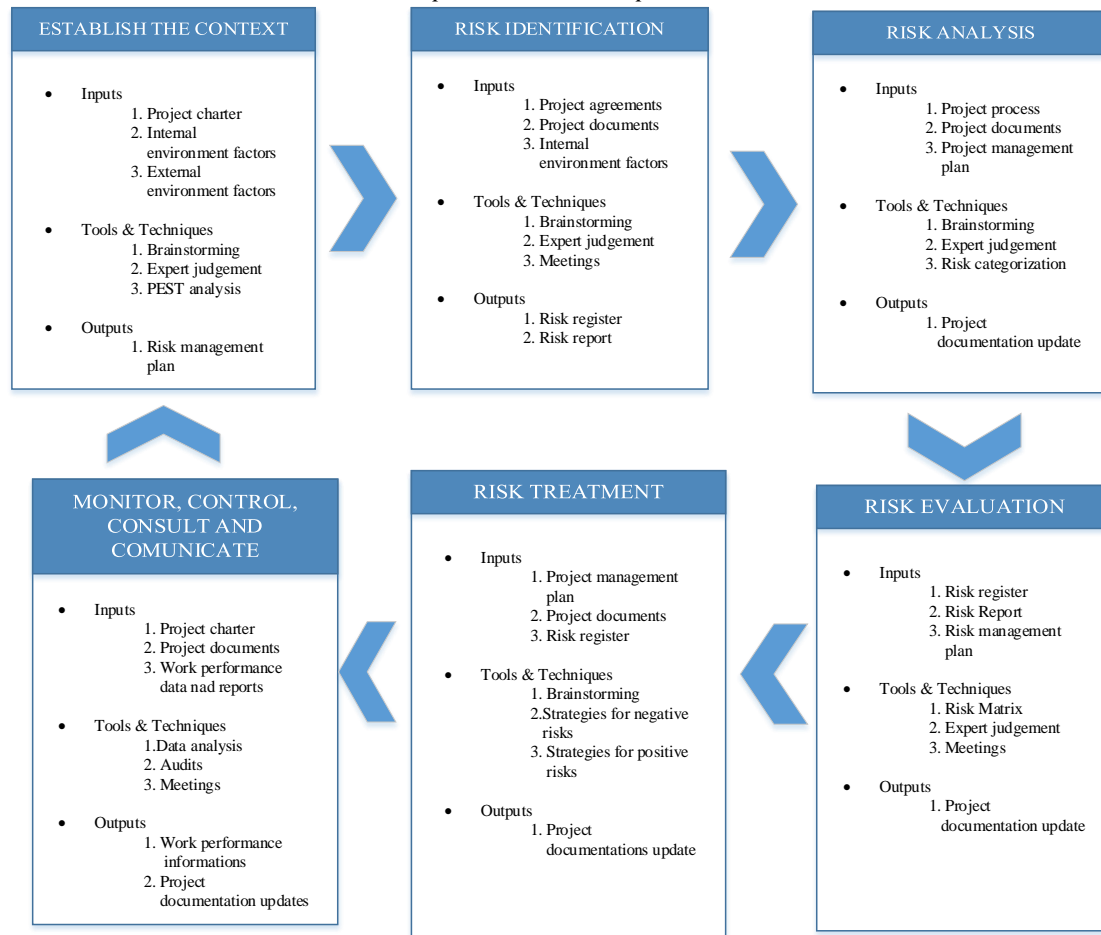 ESTABLISH THE CONTEXT
• Inputs
1. Project charter
2. Internal
environment factors
3. External
environment factors
• Tools & Techniques
1. Brainstorming
2. Expert judgement
3. PEST analysis
• Outputs
1. Risk management
plan
RISK IDENTIFICATION
• Inputs
1. Project agreements
2. Project documents
3. Internal
environment factors
• Tools & Techniques
1. Brainstorming
2. Expert judgement
3. Meetings
• Outputs
1. Risk register
2. Risk report
RISK ANALYSIS
• Inputs
1. Project process
2. Project documents
3. Project management
plan
• Tools & Techniques
1. Brainstorming
2. Expert judgement
3. Risk categorization
• Outputs
1. Project
documentation update
RISK EVALUATION
• Inputs
1. Risk register
2. Risk Report
3. Risk management
plan
• Tools & Techniques
1. Risk Matrix
2. Expert judgement
3. Meetings
• Outputs
1. Project
documentation update
RISK TREATMENT
• Inputs
1. Project management
plan
2. Project documents
3. Risk register
• Tools & Techniques
1. Brainstorming
2.Strategies for negative
risks
3. Strategies for positive
risks
• Outputs
1. Project
documentations update
MONITOR, CONTROL,
CONSULT AND
COMUNICATE
• Inputs
1. Project charter
2. Project documents
3. Work performance
data nad reports
• Tools & Techniques
1.Data analysis
2. Audits
3. Meetings
• Outputs
1. Work performance
informations
2. Project
documentation updates